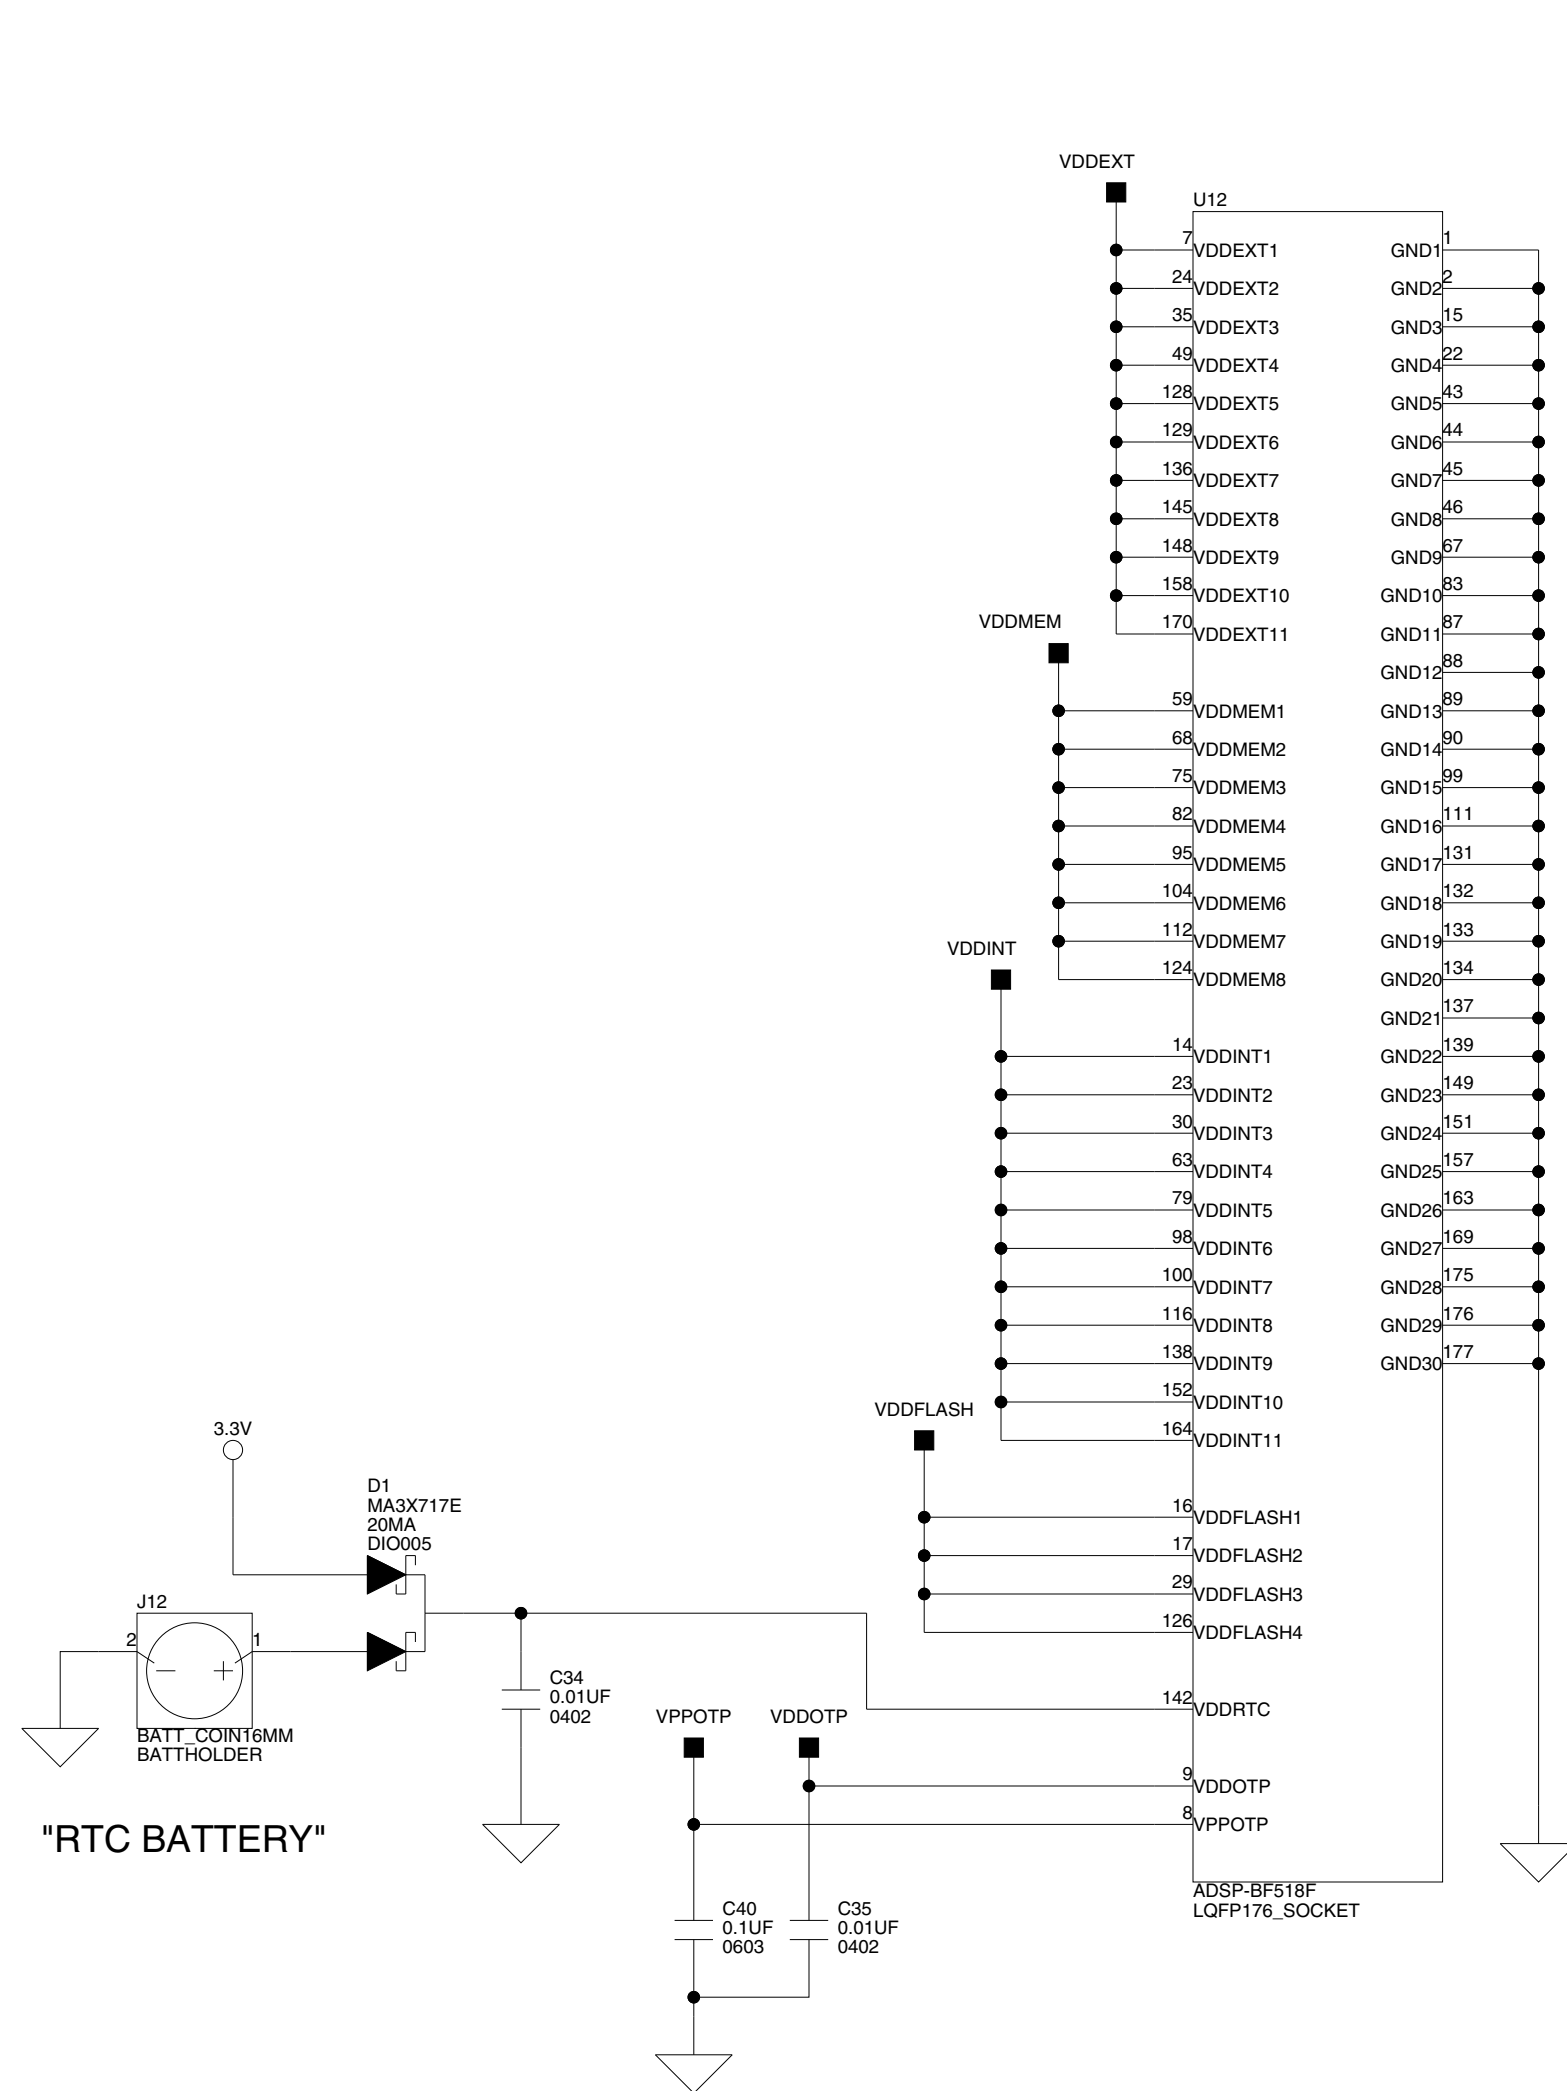 VDDEXT
U12
7 VDDEXT1 GND1 1
24 VDDEXT2 GND2 2
35 VDDEXT3 GND3 15
49 VDDEXT4 GND4 22
128 VDDEXT5 GND5 43
129 VDDEXT6 GND6 44
136 VDDEXT7 GND7 45
145 VDDEXT8 GND8 46
148 VDDEXT9 GND9 67
158 VDDEXT10 GND10 83
VDDMEM
170 VDDEXT11 GND11 87
GND12 88
59 VDDMEM1 GND13 89
68 VDDMEM2 GND14 90
75 VDDMEM3 GND15 99
82 VDDMEM4 GND16 111
95 VDDMEM5 GND17 131
104 VDDMEM6 GND18 132
112 VDDMEM7 GND19 133
VDDINT
124 VDDMEM8 GND20 134
GND21 137
14 VDDINT1 GND22 139
23 VDDINT2 GND23 149
30 VDDINT3 GND24 151
63 VDDINT4 GND25 157
79 VDDINT5 GND26 163
98 VDDINT6 GND27 169
100 VDDINT7 GND28 175
116 VDDINT8 GND29 176
138 VDDINT9 GND30 177
152 VDDINT10
VDDFLASH
164 VDDINT11
16 VDDFLASH1
17 VDDFLASH2
29 VDDFLASH3
126 VDDFLASH4
3.3V
D1
MA3X717E
20MA
DIO005
J12
2 1
− +
BATT_COIN16MM
BATTHOLDER
"RTC BATTERY"
C34
0.01UF
0402
142 VDDRTC
VPPOTP
VDDOTP
9 VDDOTP
8 VPPOTP
C40
0.1UF
0603
C35
0.01UF
0402
ADSP-BF518F
LQFP176_SOCKET